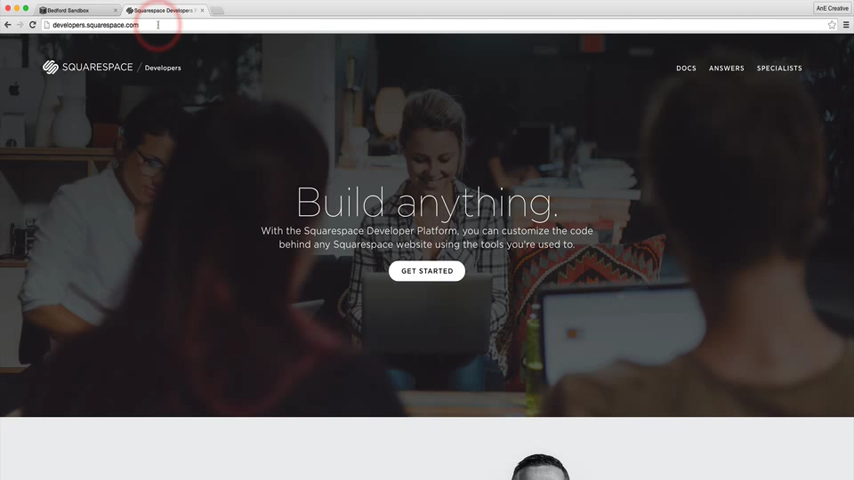 Bedford Sandbox
Squarespace Developers
AnE Creative
developers.squarespace.com
SQUARESPACE / Developers
DOCS ANSWERS SPECIALISTS
Build anything.
With the Squarespace Developer Platform, you can customize the code
behind any Squarespace website using the tools you're used to.
GET STARTED